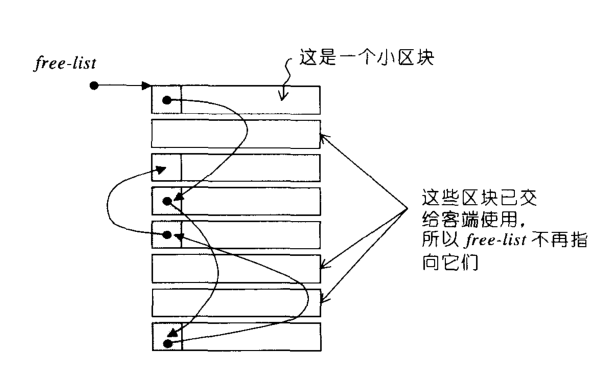 这是一个小区块
free-list
这些区块已交
给客端使用，
所以 free-list 不再指
向它们